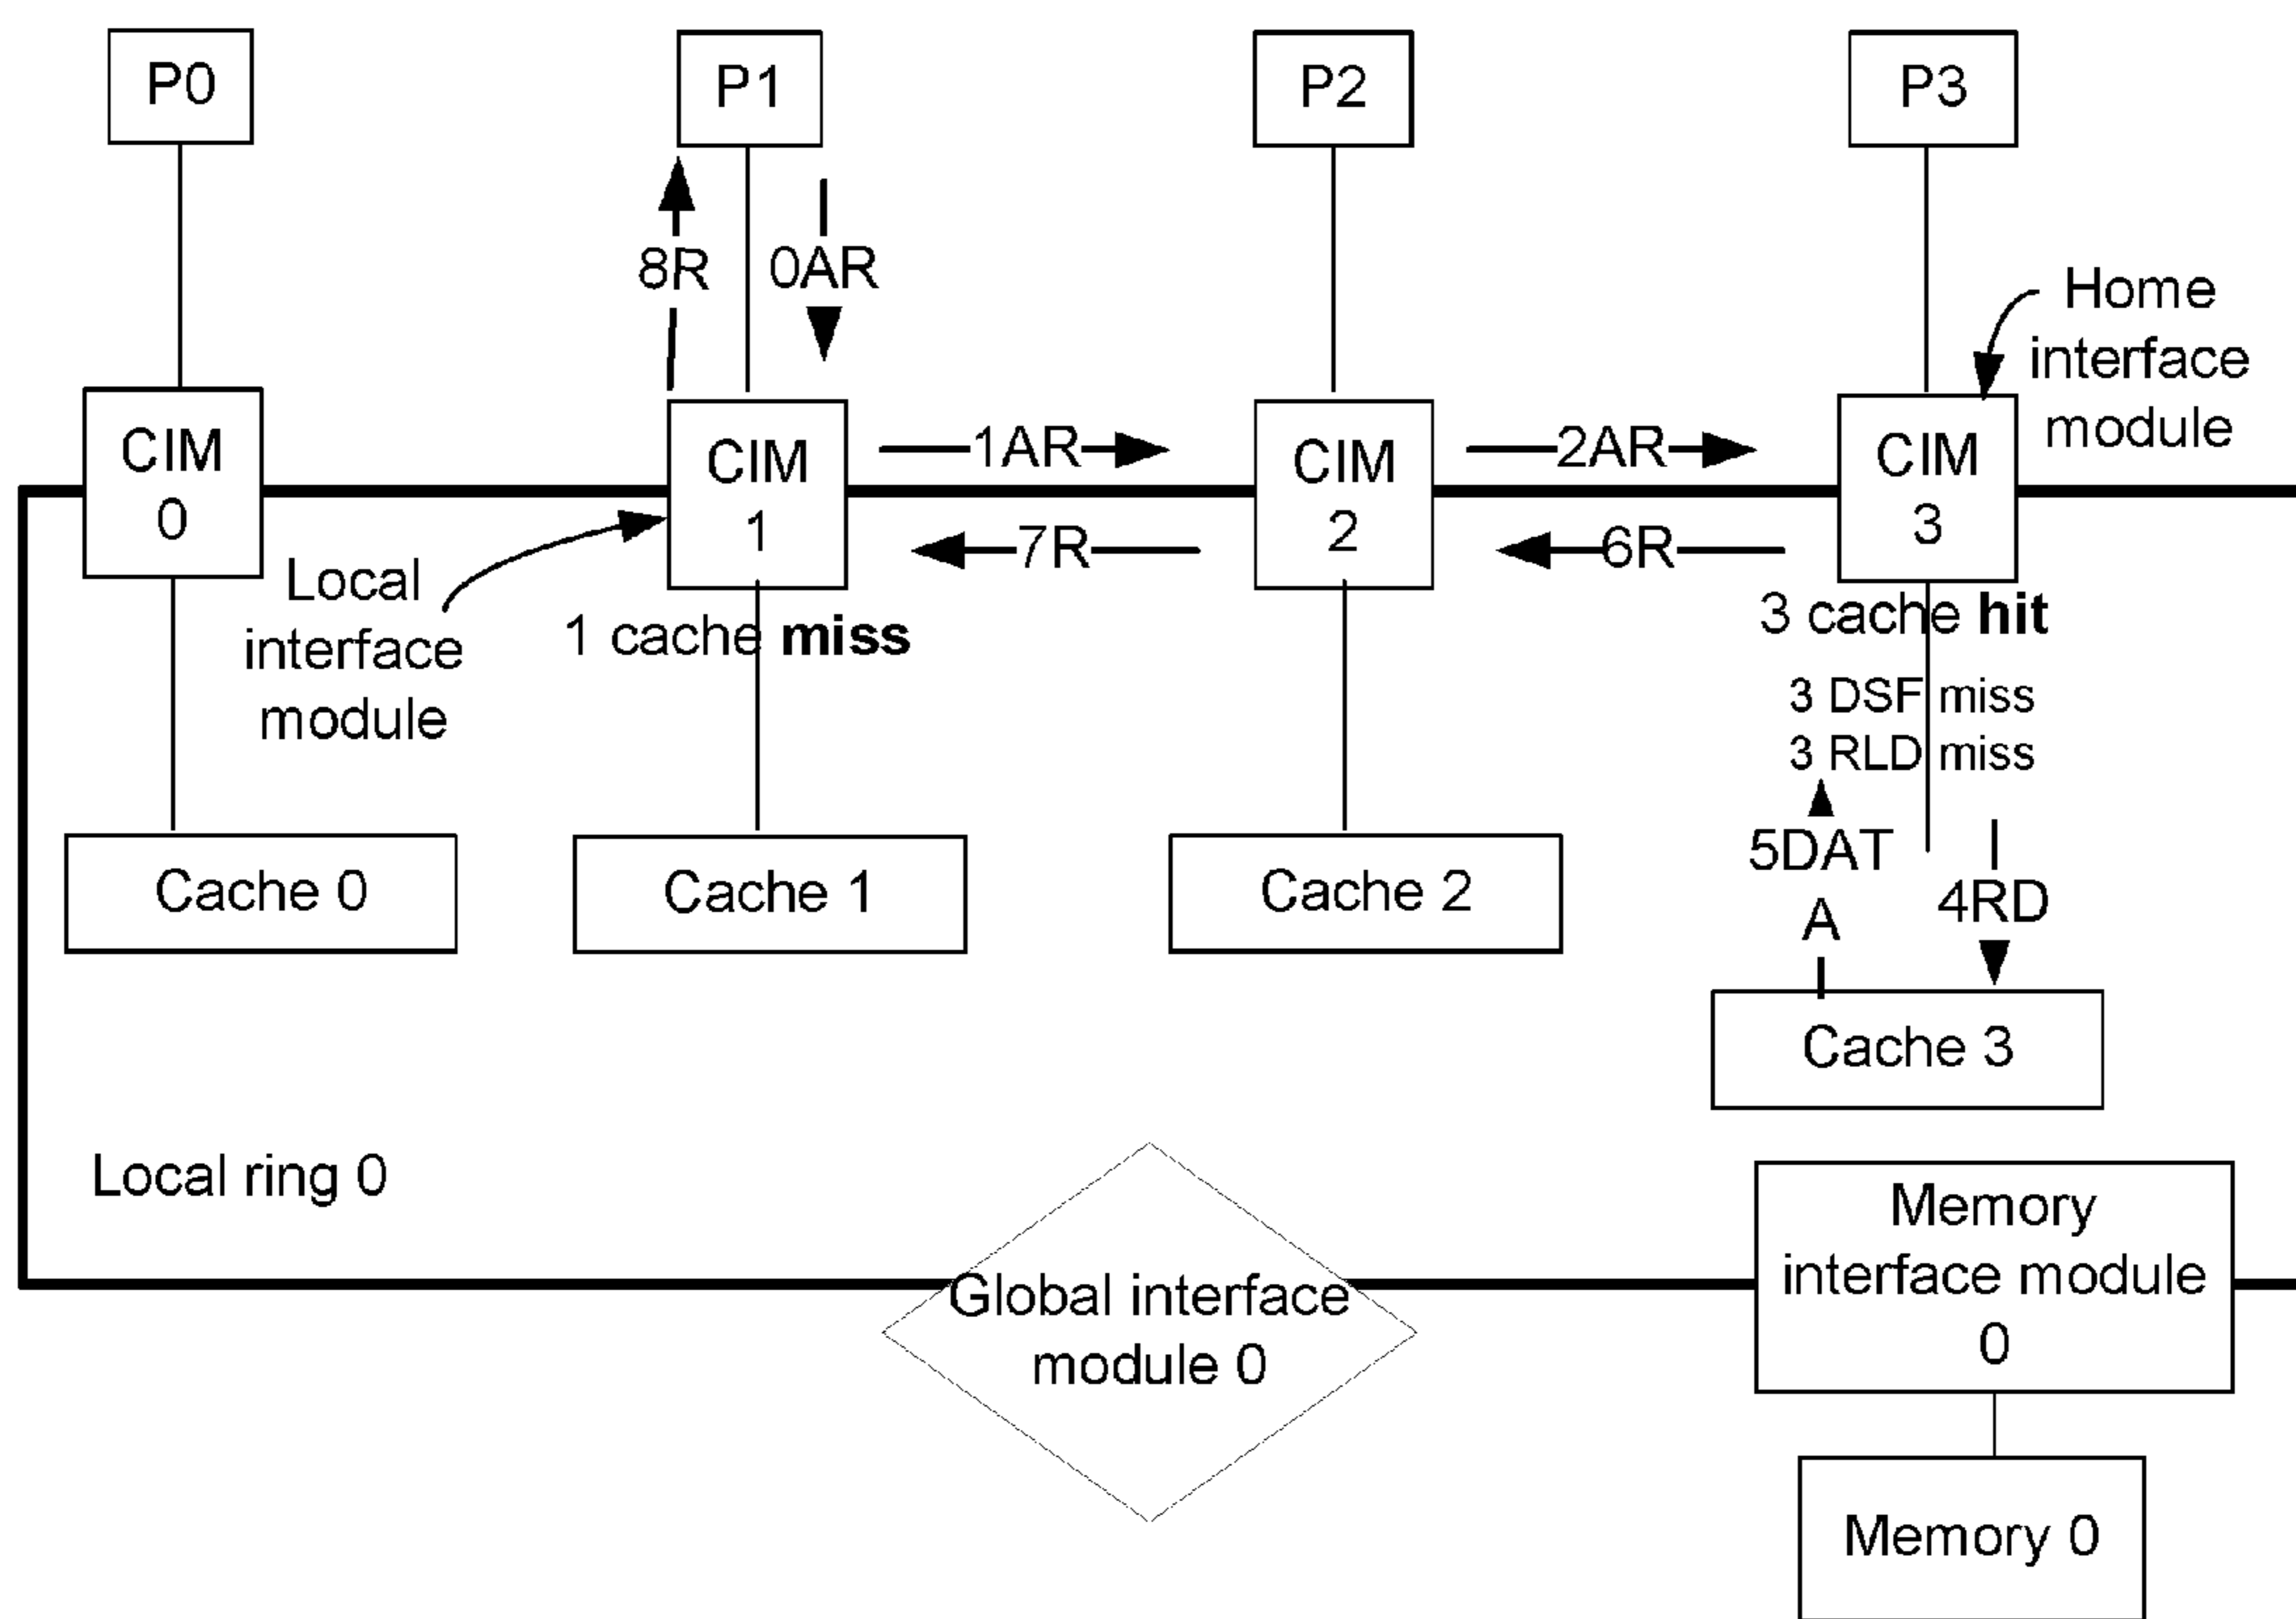 P0
P1
P2
P3
8R
0AR
Home
interface
module
CIM
0
CIM
1
1AR
CIM
2
2AR
CIM
3
7R
6R
Local
interface
module
1 cache miss
3 cache hit
3 DSF miss
3 RLD miss
5DAT
A
4RD
Cache 0
Cache 1
Cache 2
Cache 3
Local ring 0
Global interface
module 0
Memory
interface module
0
Memory 0